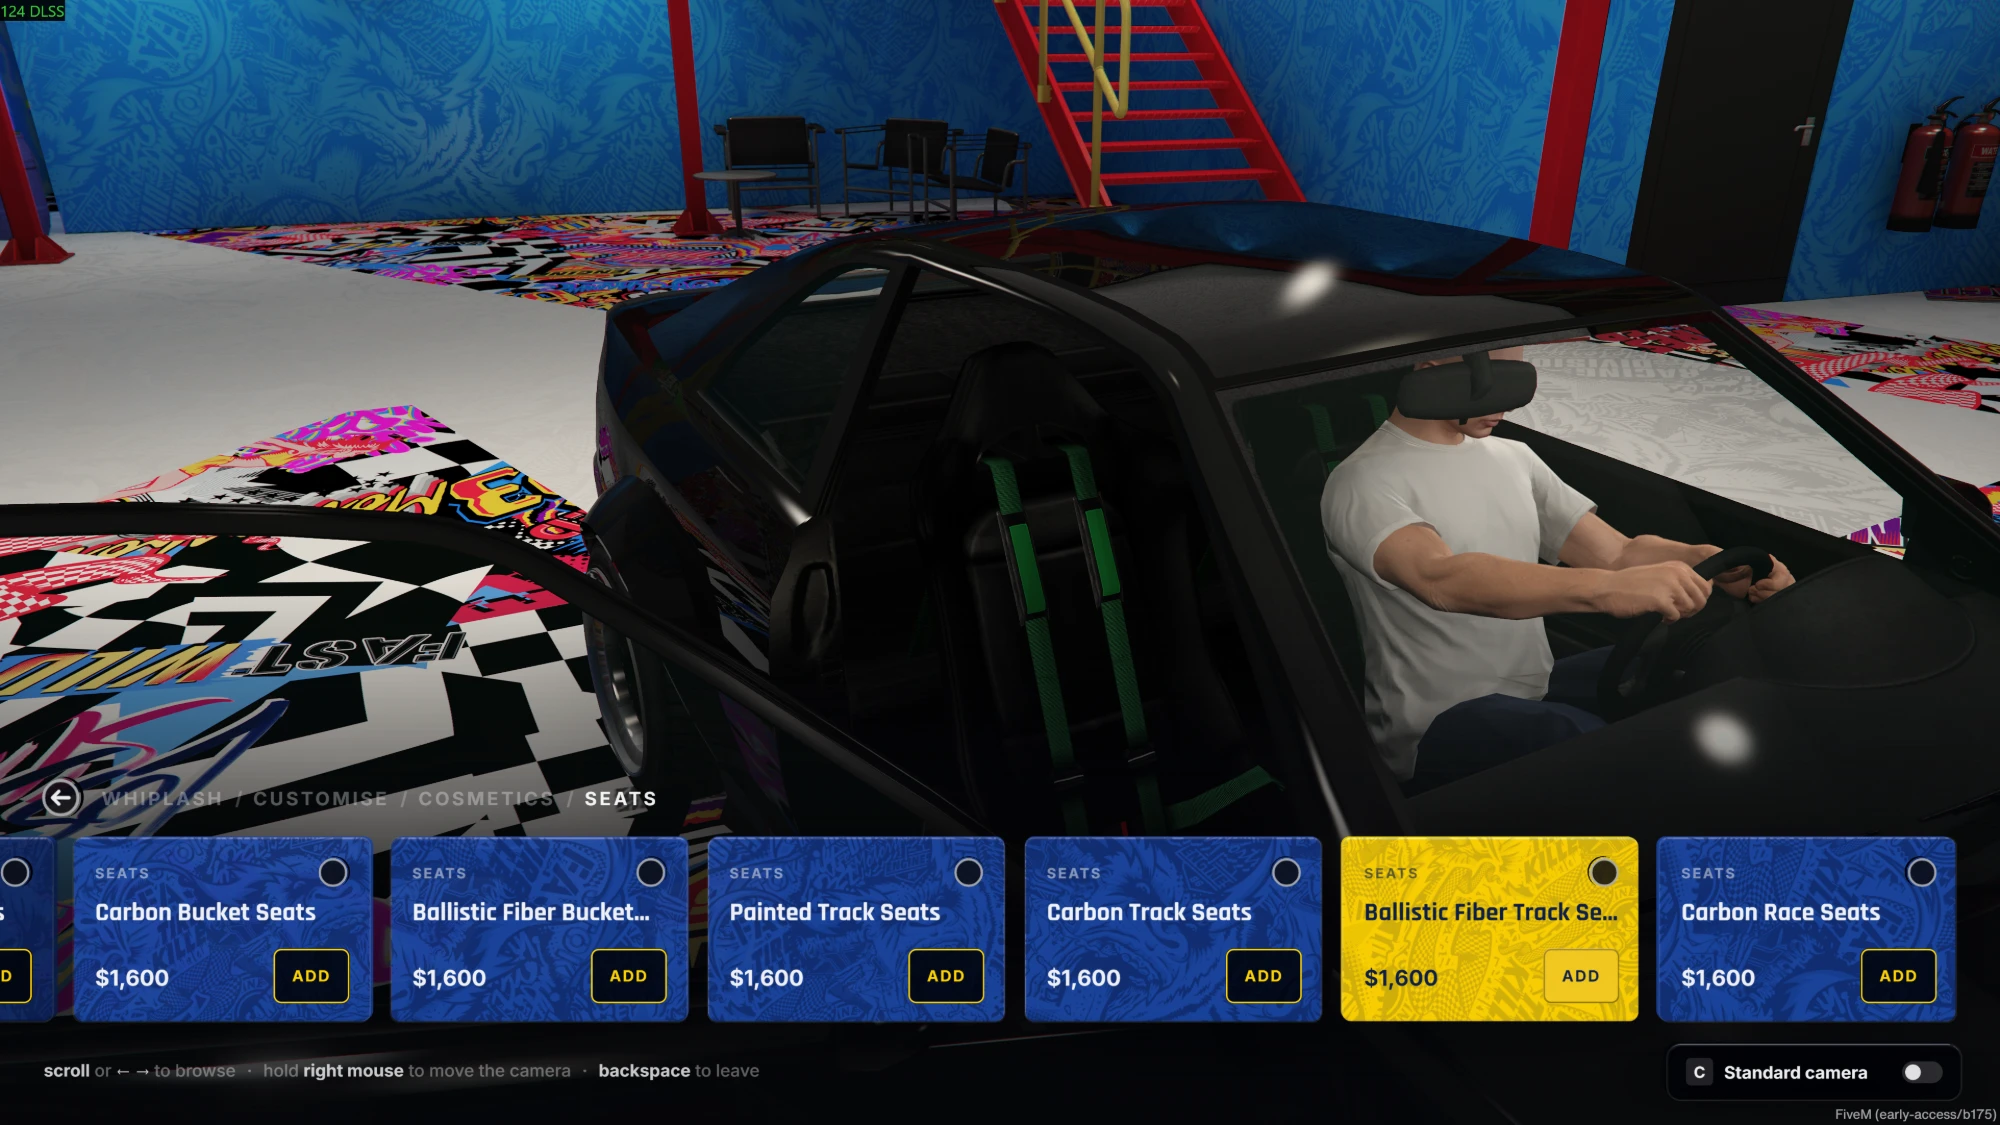 124 DLSS
FAST
WILD
WHIPLASH / CUSTOMISE / COSMETICS / SEATS
SEATS
Carbon Bucket Seats
$1,600
ADD
SEATS
Ballistic Fiber Bucket...
$1,600
ADD
SEATS
Painted Track Seats
$1,600
ADD
SEATS
Carbon Track Seats
$1,600
ADD
SEATS
Ballistic Fiber Track Se...
$1,600
ADD
SEATS
Carbon Race Seats
$1,600
ADD
scroll or ← → to browse · hold right mouse to move the camera · backspace to leave
C Standard camera
FiveM (early-access/b175)